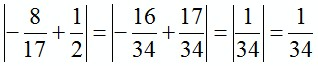 |-8/17 + 1/2| = |-16/34 + 17/34| = |1/34| = 1/34